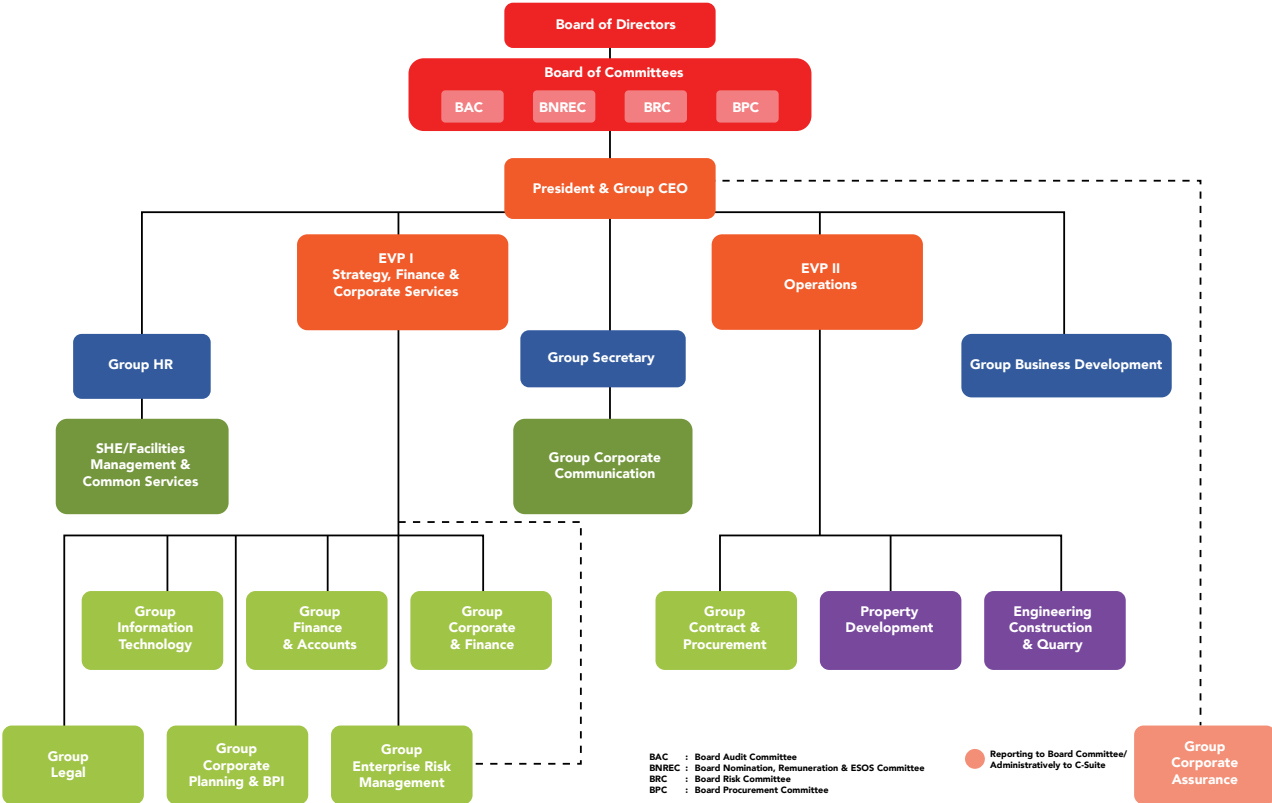 Board of Directors
Board of Committees
BAC
BNREC
BRC
BPC
President & Group CEO
EVP I
Strategy, Finance &
Corporate Services
EVP II
Operations
Group HR
Group Secretary
Group Business Development
SHE/Facilities
Management &
Common Services
Group Corporate
Communication
Group
Information
Technology
Group
Finance
& Accounts
Group
Corporate
& Finance
Group
Contract &
Procurement
Property
Development
Engineering
Construction
& Quarry
Group
Legal
Group
Corporate
Planning & BPI
Group
Enterprise Risk
Management
BAC : Board Audit Committee
BNREC : Board Nomination, Remuneration & ESOS Committee
BRC : Board Risk Committee
BPC : Board Procurement Committee
Reporting to Board Committee/
Administratively to C-Suite
Group
Corporate
Assurance